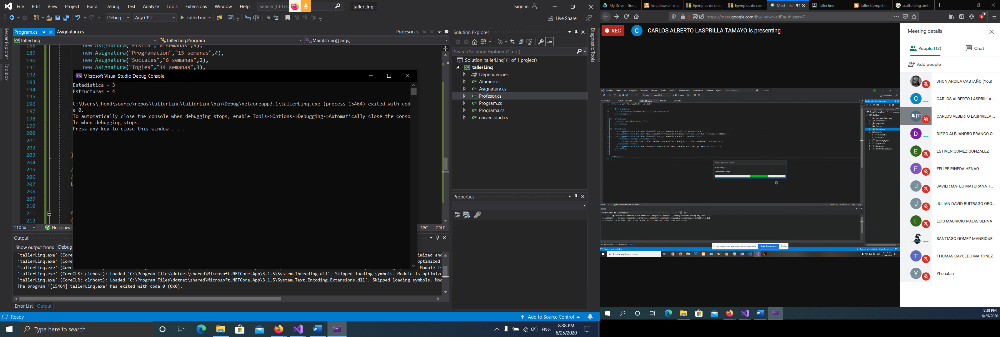 File Edit View Project Build Debug Test Analyze Tools Extensions Window Help
Search (Ctrl+Q
tallerLinq
Sign in
Debug Any CPU tallerLinq
Live Share
Server Explorer
Toolbox
Program.cs Asignatura.cs Profesor.cs
tallerLinq tallerLinq.Program Main(string[] args)
188 new Asignatura("Fisica","8 semanas",3),
189 new Asignatura("Programacion","15 semanas",4),
190 new Asignatura("Sociales","6 semanas",2),
191 new Asignatura("Ingles","14 semanas",3),
192
193
194
195
196
197
198
199
200
201
202
203 }
204
205 /
206 /
207 L
208
209
210
211 f
212 {
Microsoft Visual Studio Debug Console
Estadistica - 3
Estructuras - 4
C:\Users\jhond\source\repos\tallerLinq\tallerLinq\bin\Debug\netcoreapp3.1\tallerLinq.exe (process 15464) exited with cod
e 0.
To automatically close the console when debugging stops, enable Tools->Options->Debugging->Automatically close the conso
le when debugging stops.
Press any key to close this window . . .
110 % No issues f SPC CRLF
Output
Show output from: Debug
'tallerLinq.exe' (Core imized and
'tallerLinq.exe' (Core optimized
'tallerLinq.exe' (Core Module is
'tallerLinq.exe' (CoreCLR: clrhost): Loaded 'C:\Program Files\dotnet\shared\Microsoft.NETCore.App\3.1.5\System.Threading.dll'. Skipped loading symbols. Module is optimize
'tallerLinq.exe' (CoreCLR: clrhost): Loaded 'C:\Program Files\dotnet\shared\Microsoft.NETCore.App\3.1.5\System.Text.Encoding.Extensions.dll'. Skipped loading symbols. Mod
The program '[15464] tallerLinq.exe' has exited with code 0 (0x0).
Error List Output
Ready
Add to Source Control
Type here to search
ENG
8:38 PM
6/25/2020
Solution Explorer
Search Solution Explorer (Ctrl+;)
Solution 'tallerLinq' (1 of 1 project)
tallerLinq
Dependencies
Alumno.cs
Asignatura.cs
Profesor.cs
Program.cs
Programa.cs
universidad.cs
Properties
Diagnostic Tools
My Drive - Googl
linq.drawio - dia
Ejemplos de sinta
Ejemplos de con
Meet - ihw
Taller linq
Taller Competenc
scaffolding .net c
https://meet.google.com/ihw-hdwc-edi?authuser=0
REC
C CARLOS ALBERTO LASPRILLA TAMAYO is presenting
Meeting details
People (12) Chat
Add people
JHON ARCILA CASTAÑO (You)
C CARLOS ALBERTO LASPRILLA ...
CARLOS ALBERTO LASPRILLA ...
D DIEGO ALEJANDRO FRANCO O...
E ESTIVEN GOMEZ GONZALEZ
F FELIPE PINEDA HENAO
J JAVIER MATEO MATURANA T...
J JULIAN DAVID BUITRAGO ORO...
L LUIS MAURICIO ROJAS SERNA
SANTIAGO GOMEZ MANRIQUE
T THOMAS CAYCEDO MARTINEZ
Y Yhonatan
Microsoft Visual Studio
Scaffolding...
Generando código
Dejar de compartir
Ocultar
Escribe aquí para buscar
8:38 PM
6/25/2020